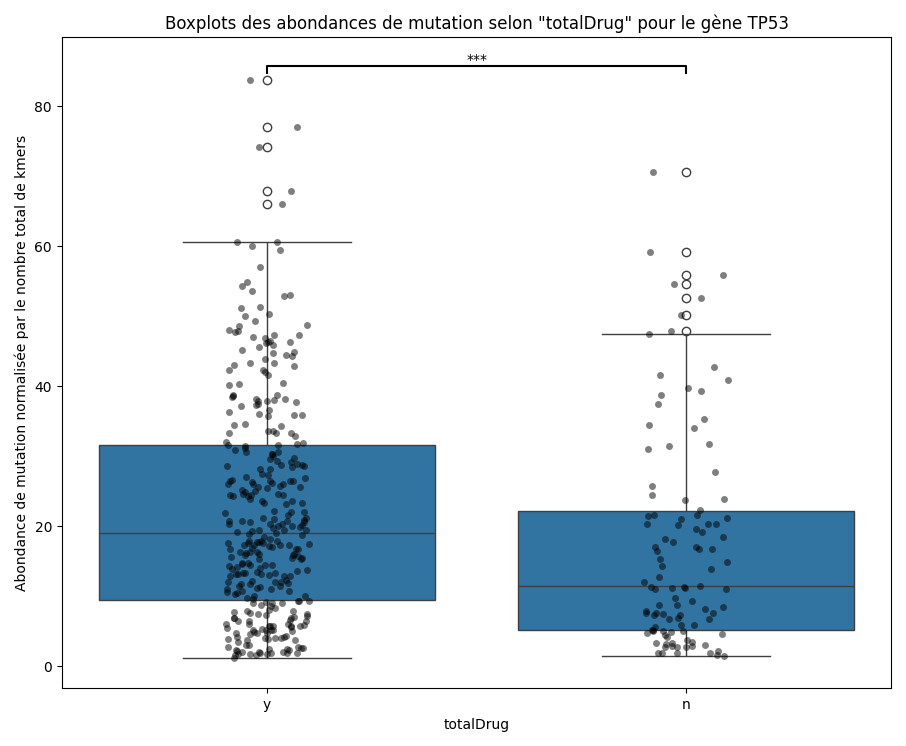 Boxplots des abondances de mutation selon "totalDrug" pour le gène TP53
***
Abondance de mutation normalisée par le nombre total de kmers
80
60
40
20
0
y
n
totalDrug